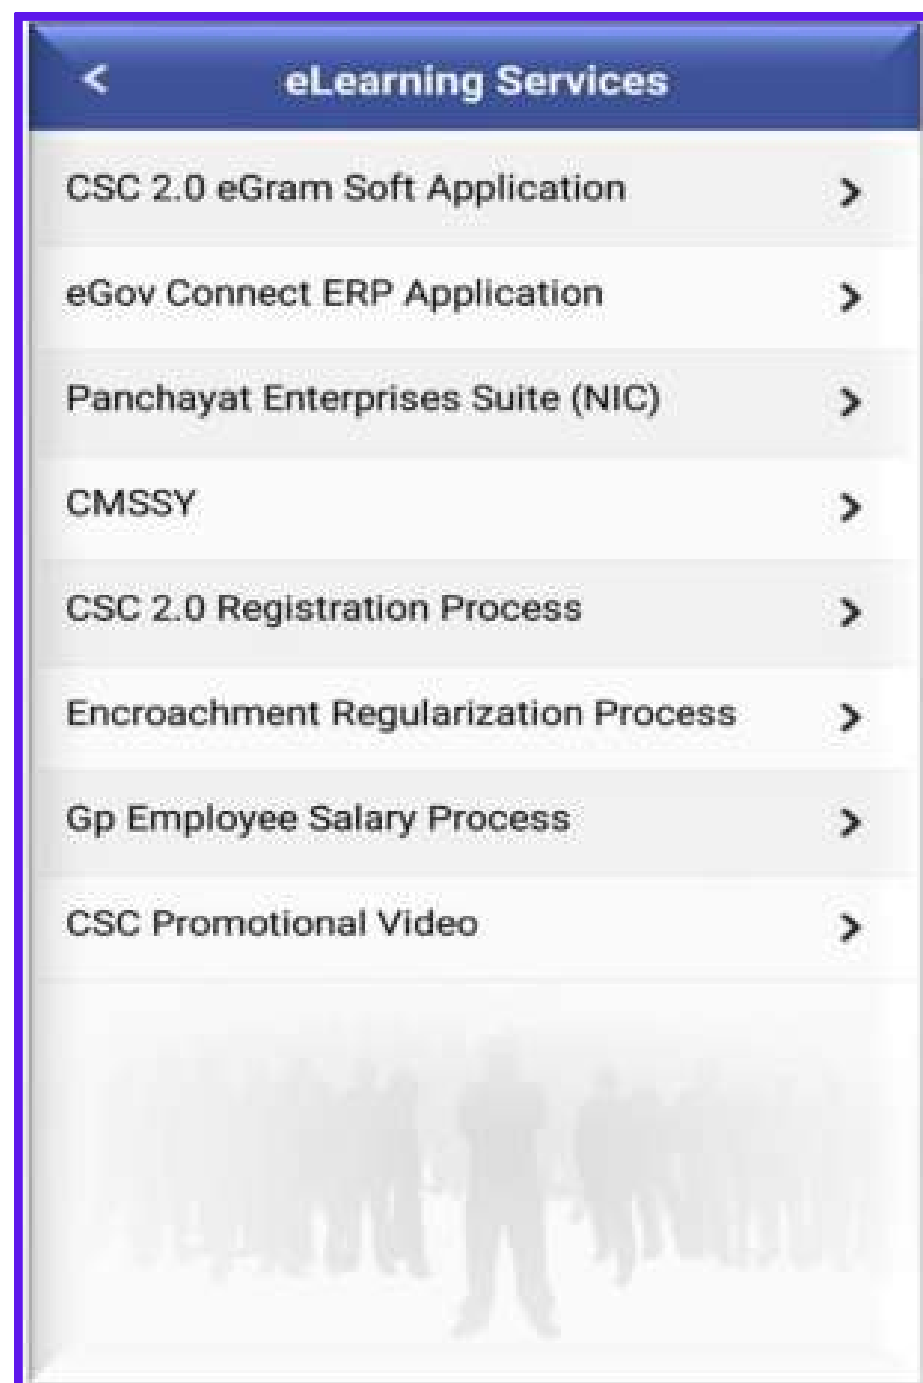 eLearning Services
CSC 2.0 eGram Soft Application
eGov Connect ERP Application
Panchayat Enterprises Suite (NIC)
CMSSY
CSC 2.0 Registration Process
Encroachment Regularization Process
Gp Employee Salary Process
CSC Promotional Video